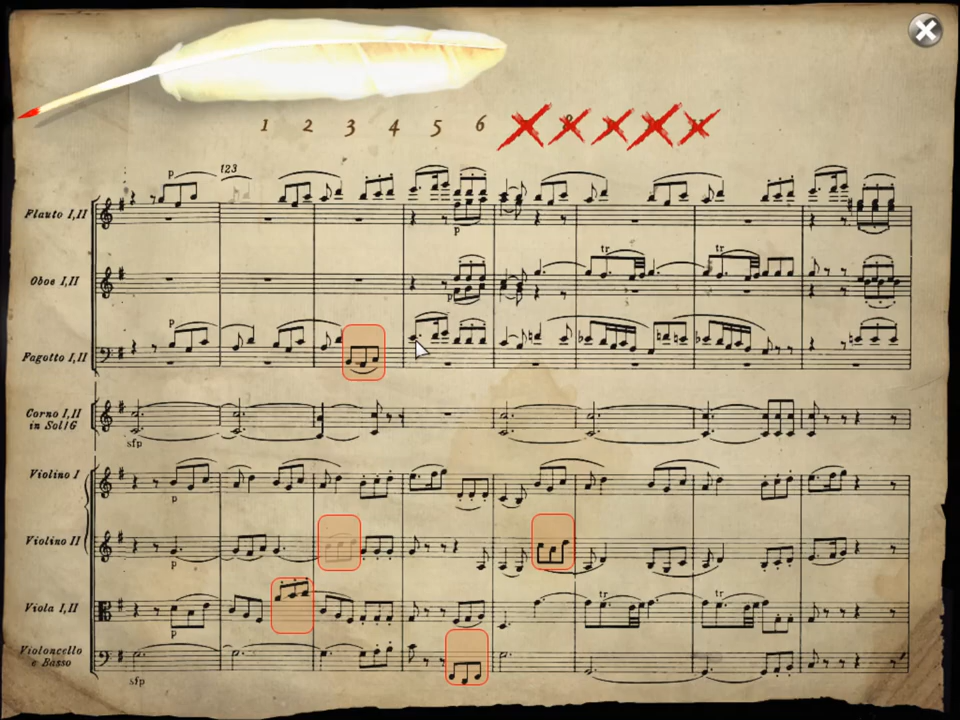 1 2 3 4 5 6
p 123
Flauto I,II
p
tr tr
Oboe I,II
p
p
Fagotto I,II
Corno I,II
in Sol/G
sfp
Violino I
p
Violino II
p
tr tr
Viola I,II
p
Violoncello
e Basso
sfp